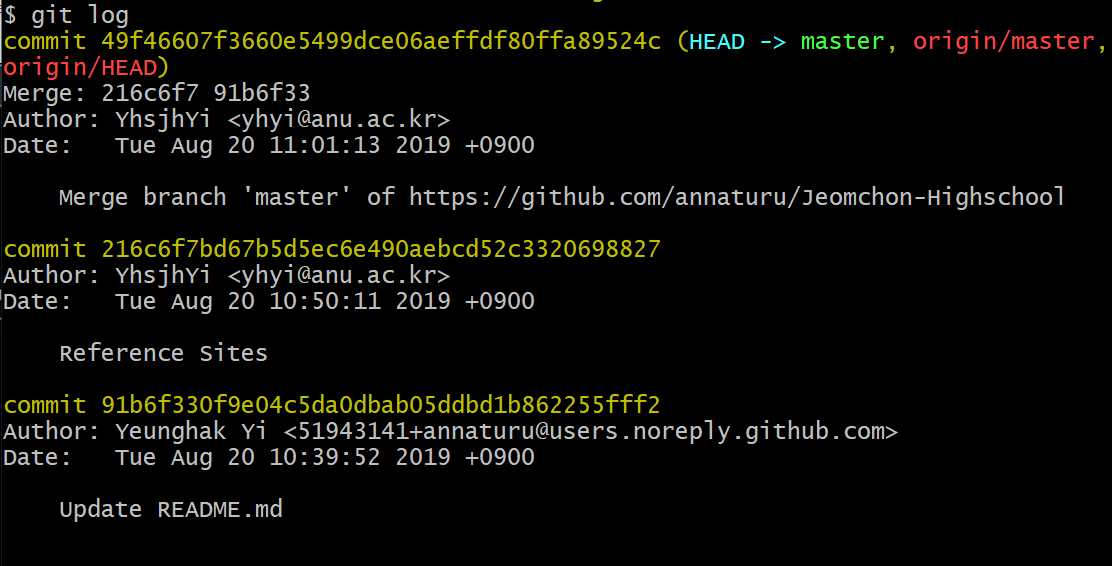 $ git log
commit 49f46607f3660e5499dce06aeffdf80ffa89524c (HEAD -> master, origin/master,
origin/HEAD)
Merge: 216c6f7 91b6f33
Author: YhsjhYi <yhyi@anu.ac.kr>
Date:   Tue Aug 20 11:01:13 2019 +0900
    Merge branch 'master' of https://github.com/annaturu/Jeomchon-Highschool
commit 216c6f7bd67b5d5ec6e490aebcd52c3320698827
Author: YhsjhYi <yhyi@anu.ac.kr>
Date:   Tue Aug 20 10:50:11 2019 +0900
    Reference Sites
commit 91b6f330f9e04c5da0dbab05ddbd1b862255fff2
Author: Yeunghak Yi <51943141+annaturu@users.noreply.github.com>
Date:   Tue Aug 20 10:39:52 2019 +0900
    Update README.md